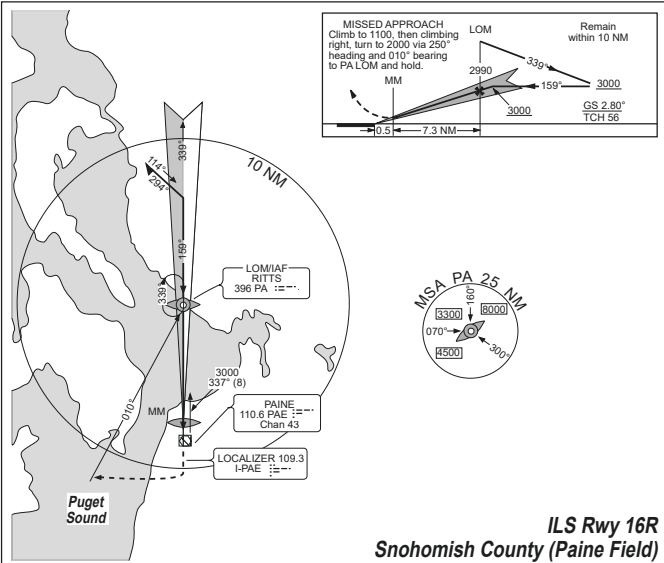 MISSED APPROACH
Climb to 1100, then climbing
right, turn to 2000 via 250°
heading and 010° bearing
to PA LOM and hold.
LOM
Remain
within 10 NM
MM
2990
339°
159°
3000
3000
GS 2.80°
TCH 56
0.5
7.3 NM
339°
10 NM
114°
294°
159°
LOM/IAF
RITTS
396 PA
339°
MSA PA 25 NM
160°
3300
8000
070°
300°
4500
3000
337° (8)
MM
PAINE
110.6 PAE
Chan 43
010°
LOCALIZER 109.3
I-PAE
Puget
Sound
ILS Rwy 16R
Snohomish County (Paine Field)